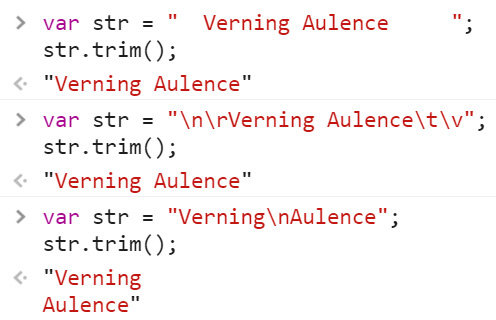 > var str = "  Verning Aulence     ";
str.trim();
<· "Verning Aulence"
> var str = "\n\rVerning Aulence\t\v";
str.trim();
<· "Verning Aulence"
> var str = "Verning\nAulence";
str.trim();
<· "Verning
Aulence"